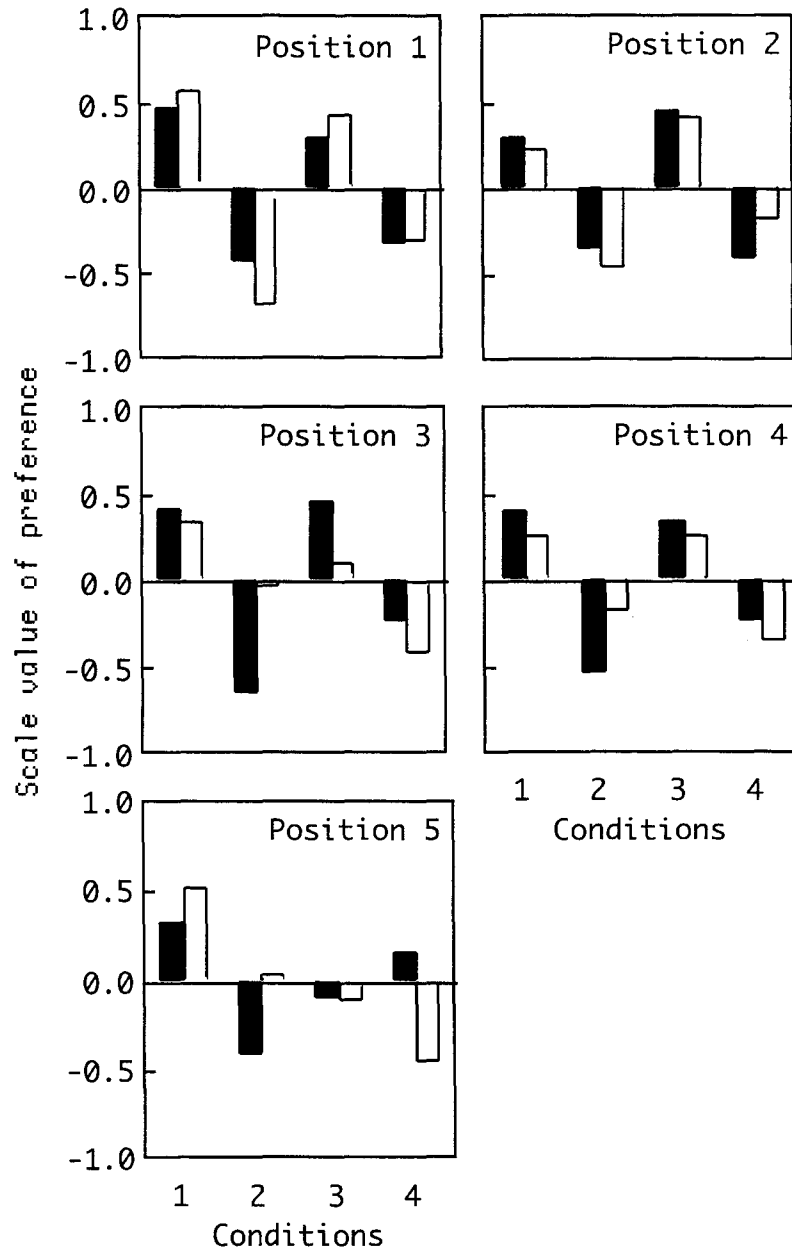 Scale value of preference
1.0
0.5
0.0
-0.5
-1.0
Position 1
Position 2
1.0
0.5
0.0
-0.5
-1.0
Position 3
Position 4
1 2 3 4
Conditions
1.0
0.5
0.0
-0.5
-1.0
Position 5
1 2 3 4
Conditions